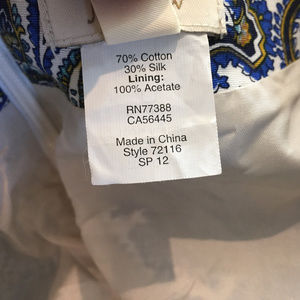 70% Cotton
30% Silk
Lining:
100% Acetate
RN77388
CA56445
Made in China
Style 72116
SP 12